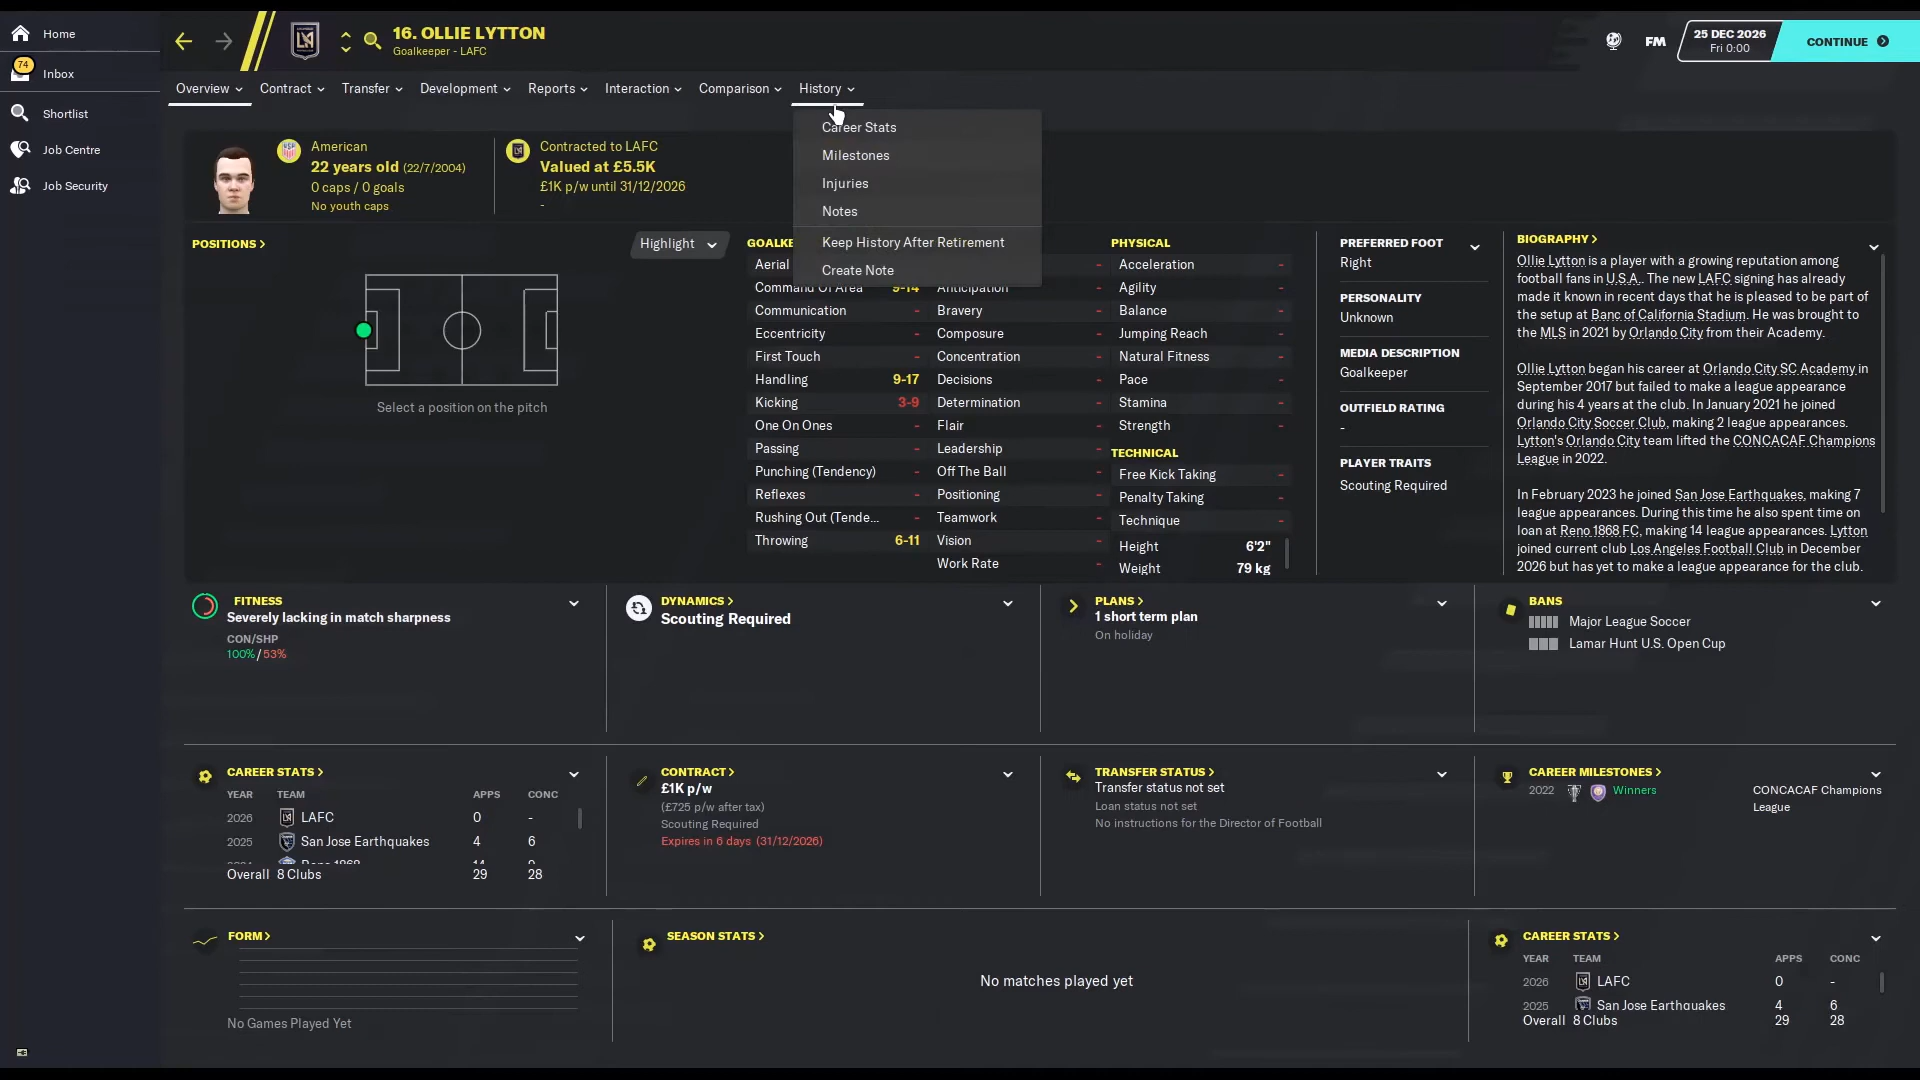 Home
74
Inbox
Shortlist
Job Centre
Job Security
16. OLLIE LYTTON
Goalkeeper - LAFC
FM
25 DEC 2026
Fri 0:00
CONTINUE
Overview
Contract
Transfer
Development
Reports
Interaction
Comparison
History
Career Stats
Milestones
Injuries
Notes
Keep History After Retirement
Create Note
American
22 years old (22/7/2004)
0 caps / 0 goals
No youth caps
Contracted to LAFC
Valued at £5.5K
£1K p/w until 31/12/2026
-
POSITIONS >
Highlight
Select a position on the pitch
GOALKE
Aerial
Command Of Area 9-14
Communication -
Eccentricity -
First Touch -
Handling 9-17
Kicking 3-9
One On Ones -
Passing -
Punching (Tendency) -
Reflexes -
Rushing Out (Tende... -
Throwing 6-11
-
Anticipation -
Bravery -
Composure -
Concentration -
Decisions -
Determination -
Flair -
Leadership -
Off The Ball -
Positioning -
Teamwork -
Vision -
Work Rate -
PHYSICAL
Acceleration -
Agility -
Balance -
Jumping Reach -
Natural Fitness -
Pace -
Stamina -
Strength -
TECHNICAL
Free Kick Taking -
Penalty Taking -
Technique -
Height 6'2"
Weight 79 kg
PREFERRED FOOT
Right
PERSONALITY
Unknown
MEDIA DESCRIPTION
Goalkeeper
OUTFIELD RATING
-
PLAYER TRAITS
Scouting Required
BIOGRAPHY >
Ollie Lytton is a player with a growing reputation among
football fans in U.S.A.. The new LAFC signing has already
made it known in recent days that he is pleased to be part of
the setup at Banc of California Stadium. He was brought to
the MLS in 2021 by Orlando City from their Academy.
Ollie Lytton began his career at Orlando City SC Academy in
September 2017 but failed to make a league appearance
during his 4 years at the club. In January 2021 he joined
Orlando City Soccer Club, making 2 league appearances.
Lytton's Orlando City team lifted the CONCACAF Champions
League in 2022.
In February 2023 he joined San Jose Earthquakes, making 7
league appearances. During this time he also spent time on
loan at Reno 1868 FC, making 14 league appearances. Lytton
joined current club Los Angeles Football Club in December
2026 but has yet to make a league appearance for the club.
FITNESS
Severely lacking in match sharpness
CON/SHP
100% / 53%
DYNAMICS >
Scouting Required
PLANS >
1 short term plan
On holiday
BANS
Major League Soccer
Lamar Hunt U.S. Open Cup
CAREER STATS >
YEAR TEAM APPS CONC
2026 LAFC 0 -
2025 San Jose Earthquakes 4 6
Overall 8 Clubs 29 28
CONTRACT >
£1K p/w
(£725 p/w after tax)
Scouting Required
Expires in 6 days (31/12/2026)
TRANSFER STATUS >
Transfer status not set
Loan status not set
No instructions for the Director of Football
CAREER MILESTONES >
2022 Winners CONCACAF Champions
League
FORM >
No Games Played Yet
SEASON STATS >
No matches played yet
CAREER STATS >
YEAR TEAM APPS CONC
2026 LAFC 0 -
2025 San Jose Earthquakes 4 6
Overall 8 Clubs 29 28